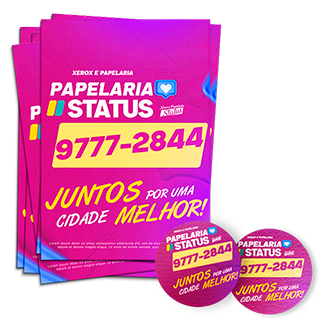 XEROX E PAPELARIA
PAPELARIA
STATUS
9777-2844
JUNTOS POR UMA
CIDADE MELHOR!
PAPELARIA
STATUS
9777-2844
JUNTOS POR UMA
CIDADE MELHOR!
PAPELARIA
STATUS
9777-2844
JUNTOS POR UMA
CIDADE MELHOR!